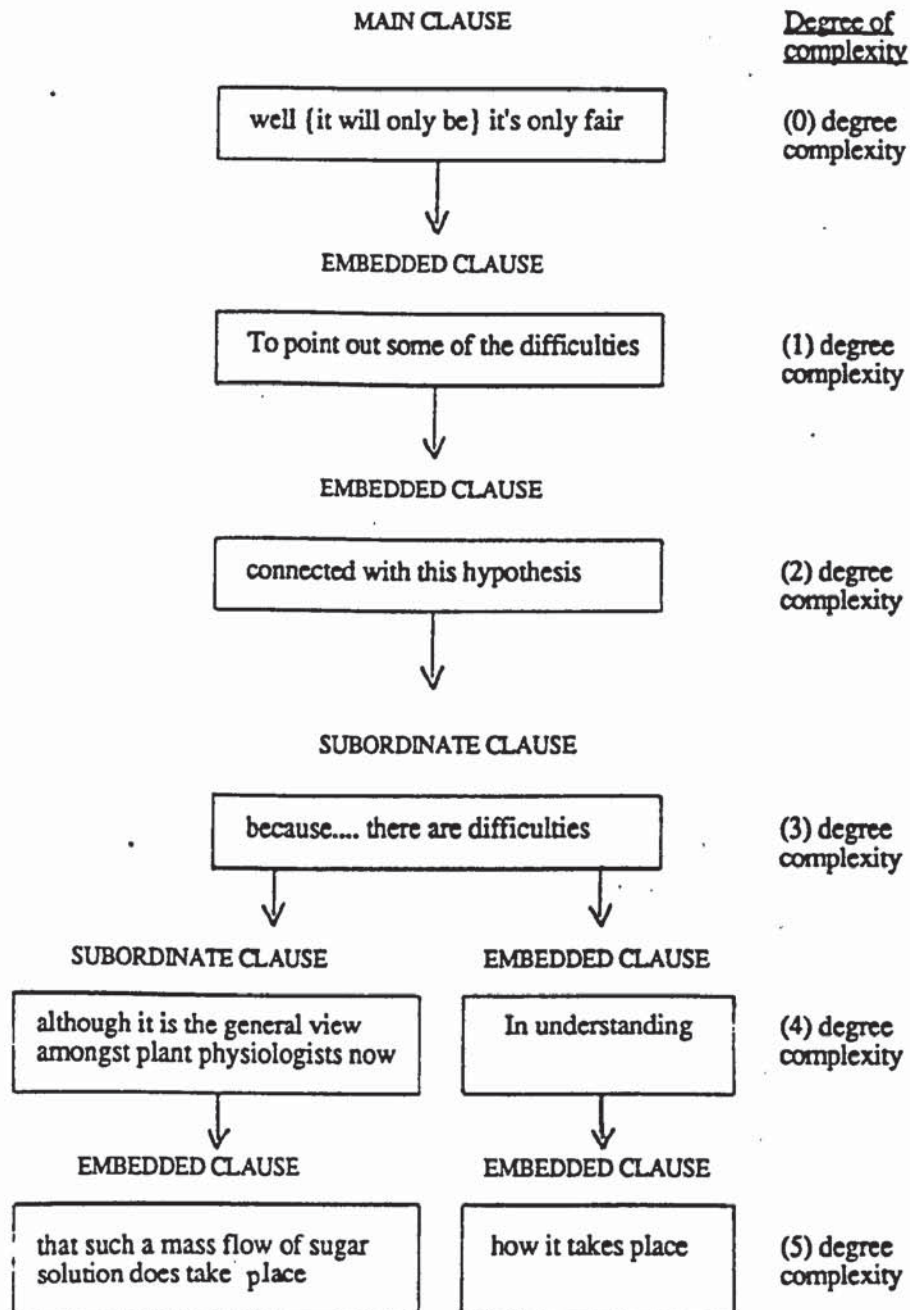 MAIN CLAUSE
Degree of
complexity
well {it will only be} it's only fair
(0) degree
complexity
EMBEDDED CLAUSE
To point out some of the difficulties
(1) degree
complexity
EMBEDDED CLAUSE
connected with this hypothesis
(2) degree
complexity
SUBORDINATE CLAUSE
because.... there are difficulties
(3) degree
complexity
SUBORDINATE CLAUSE
EMBEDDED CLAUSE
although it is the general view
amongst plant physiologists now
In understanding
(4) degree
complexity
EMBEDDED CLAUSE
EMBEDDED CLAUSE
that such a mass flow of sugar
solution does take place
how it takes place
(5) degree
complexity